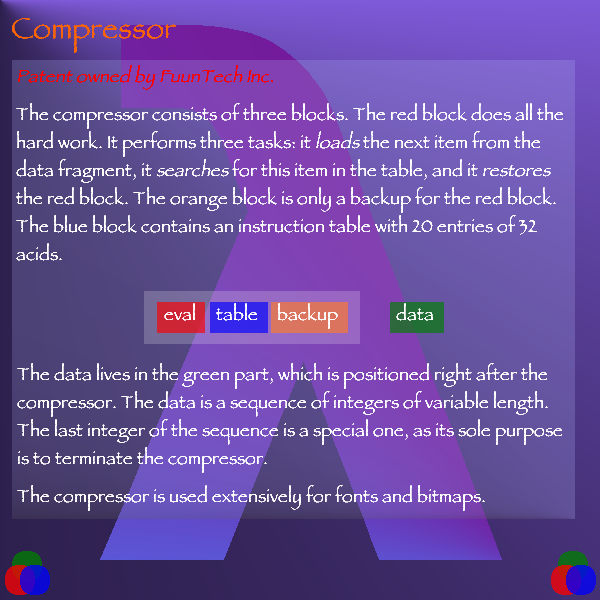 Compressor
Patent owned by FuunTech Inc.
The compressor consists of three blocks. The red block does all the
hard work. It performs three tasks: it loads the next item from the
data fragment, it searches for this item in the table, and it restores
the red block. The orange block is only a backup for the red block.
The blue block contains an instruction table with 20 entries of 32
acids.
eval table backup data
The data lives in the green part, which is positioned right after the
compressor. The data is a sequence of integers of variable length.
The last integer of the sequence is a special one, as its sole purpose
is to terminate the compressor.
The compressor is used extensively for fonts and bitmaps.